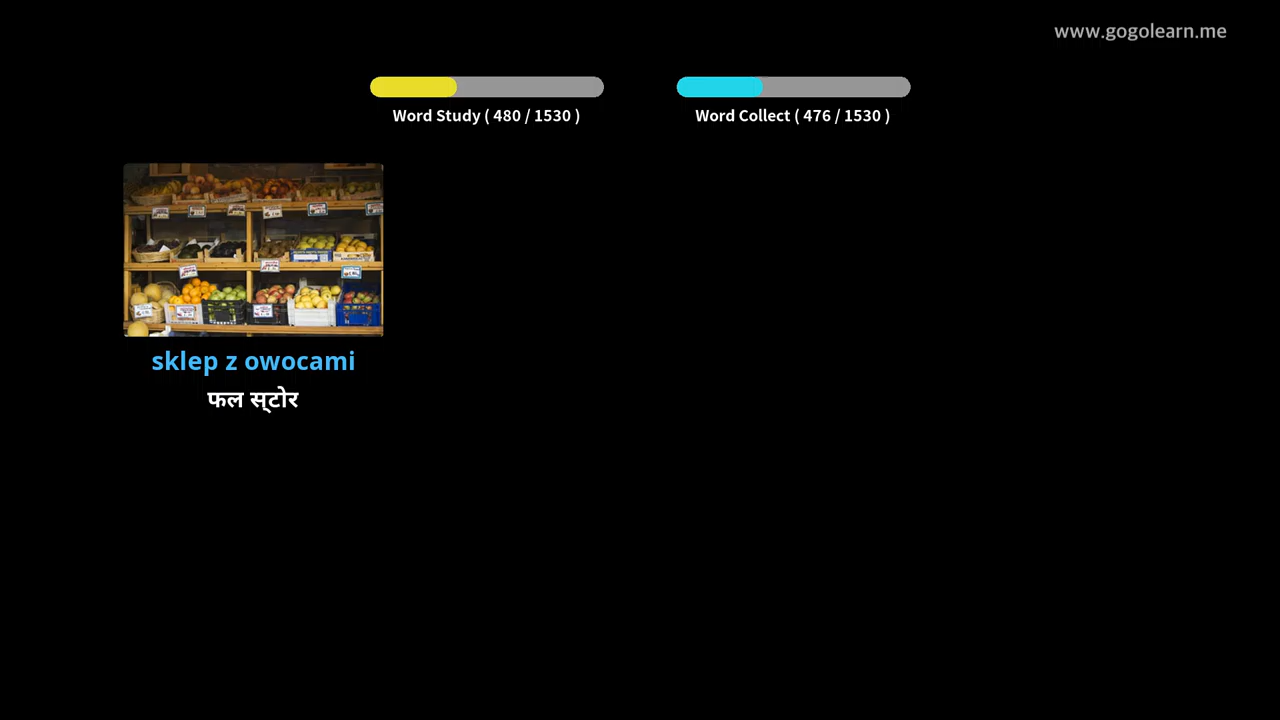 www.gogolearn.me
Word Study ( 480 / 1530 )
Word Collect ( 476 / 1530 )
sklep z owocami
फल स्टोर